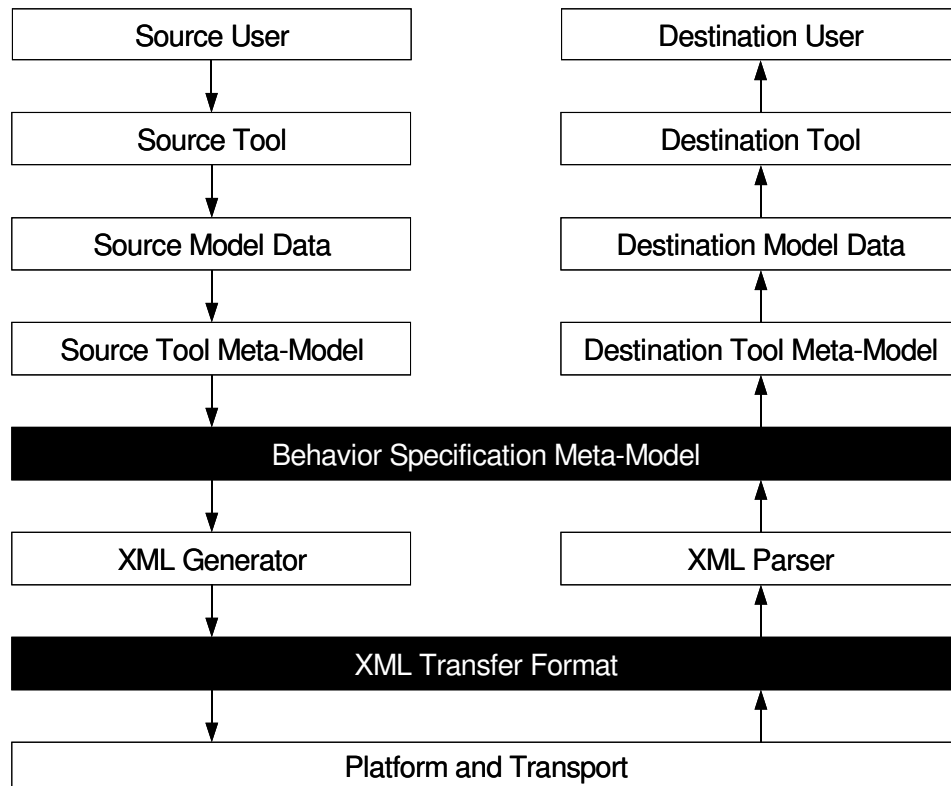 Source User
Destination User
Source Tool
Destination Tool
Source Model Data
Destination Model Data
Source Tool Meta-Model
Destination Tool Meta-Model
Behavior Specification Meta-Model
XML Generator
XML Parser
XML Transfer Format
Platform and Transport